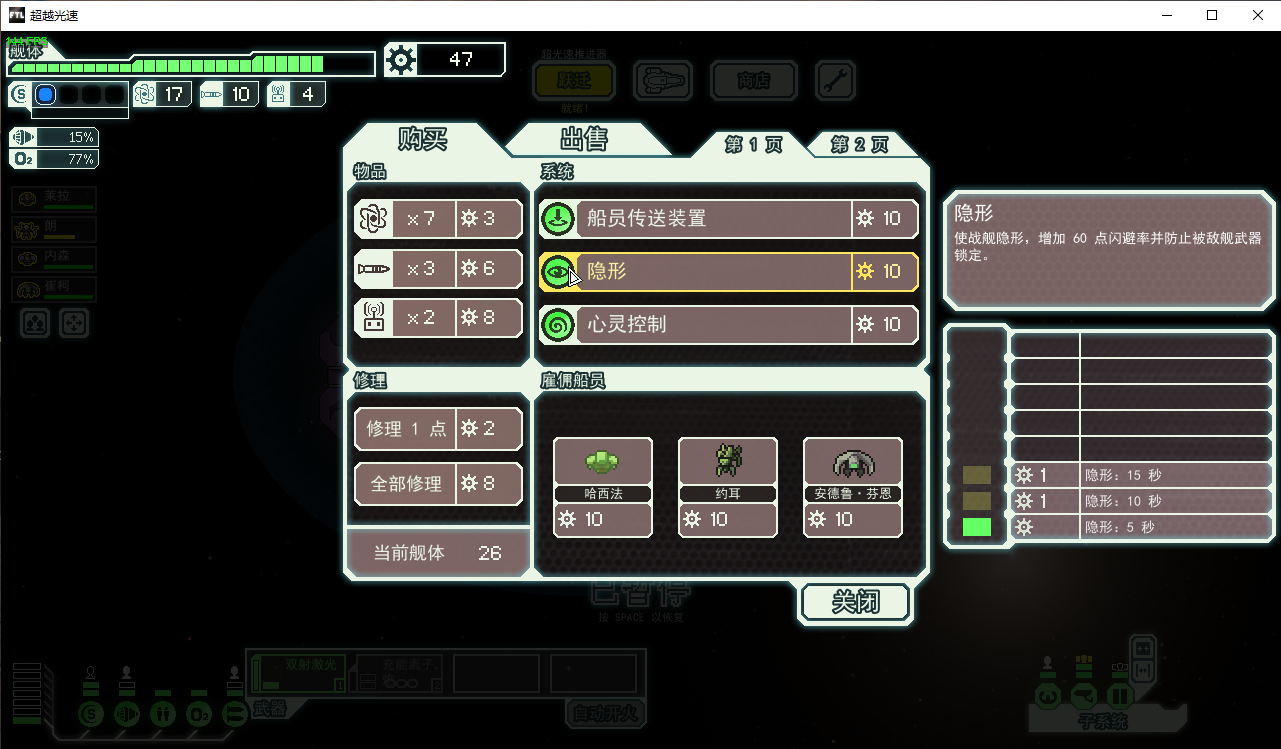 超越光速
144 FPS
舰体
47
17
10
4
15%
77%
莱拉
朗
内森
崔柯
超光速推进器
跃迁
就绪!
商店
购买
出售
第 1 页
第 2 页
物品
系统
x 7
3
x 3
6
x 2
8
船员传送装置
10
隐形
10
心灵控制
10
修理
雇佣船员
修理 1 点
2
全部修理
8
当前舰体
26
哈西法
10
约耳
10
安德鲁·芬恩
10
关闭
隐形
使战舰隐形，增加 60 点闪避率并防止被敌舰武器
锁定。
1
隐形: 15 秒
1
隐形: 10 秒
隐形: 5 秒
已暂停
按 SPACE 以恢复
双射激光
1
充能离子
2
武器
自动开火
子系统